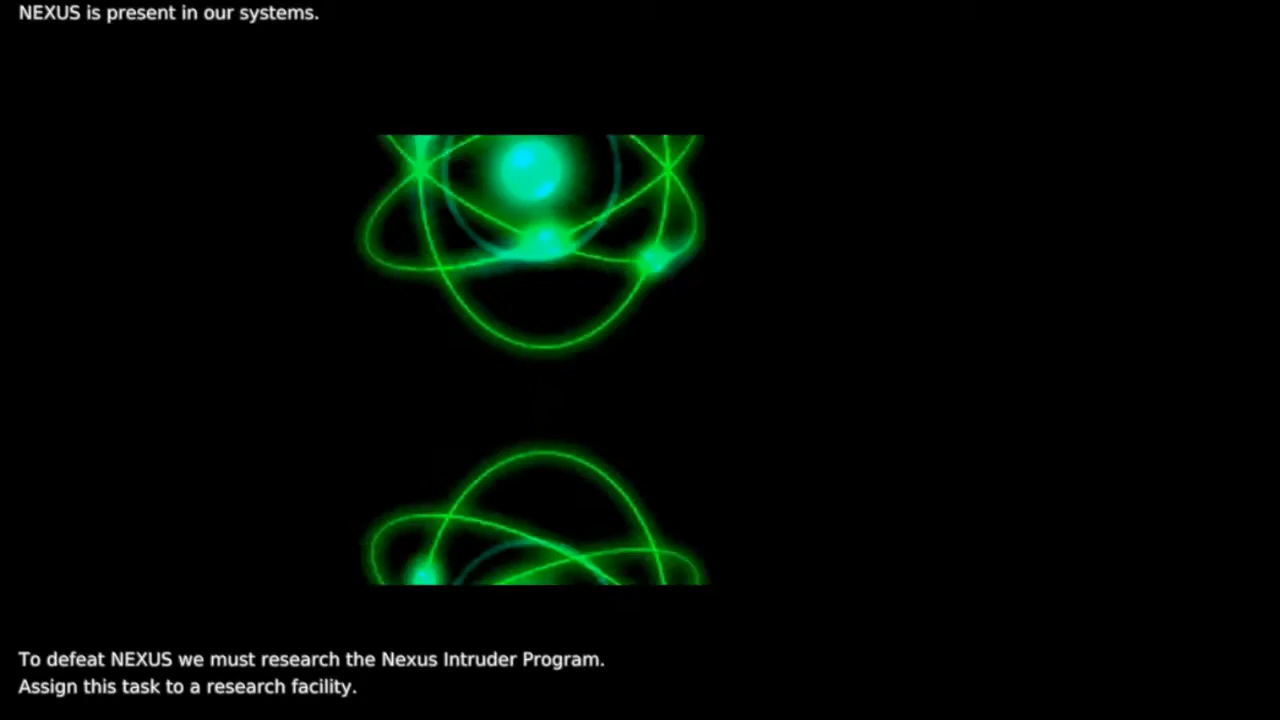 NEXUS is present in our systems.
To defeat NEXUS we must research the Nexus Intruder Program.
Assign this task to a research facility.